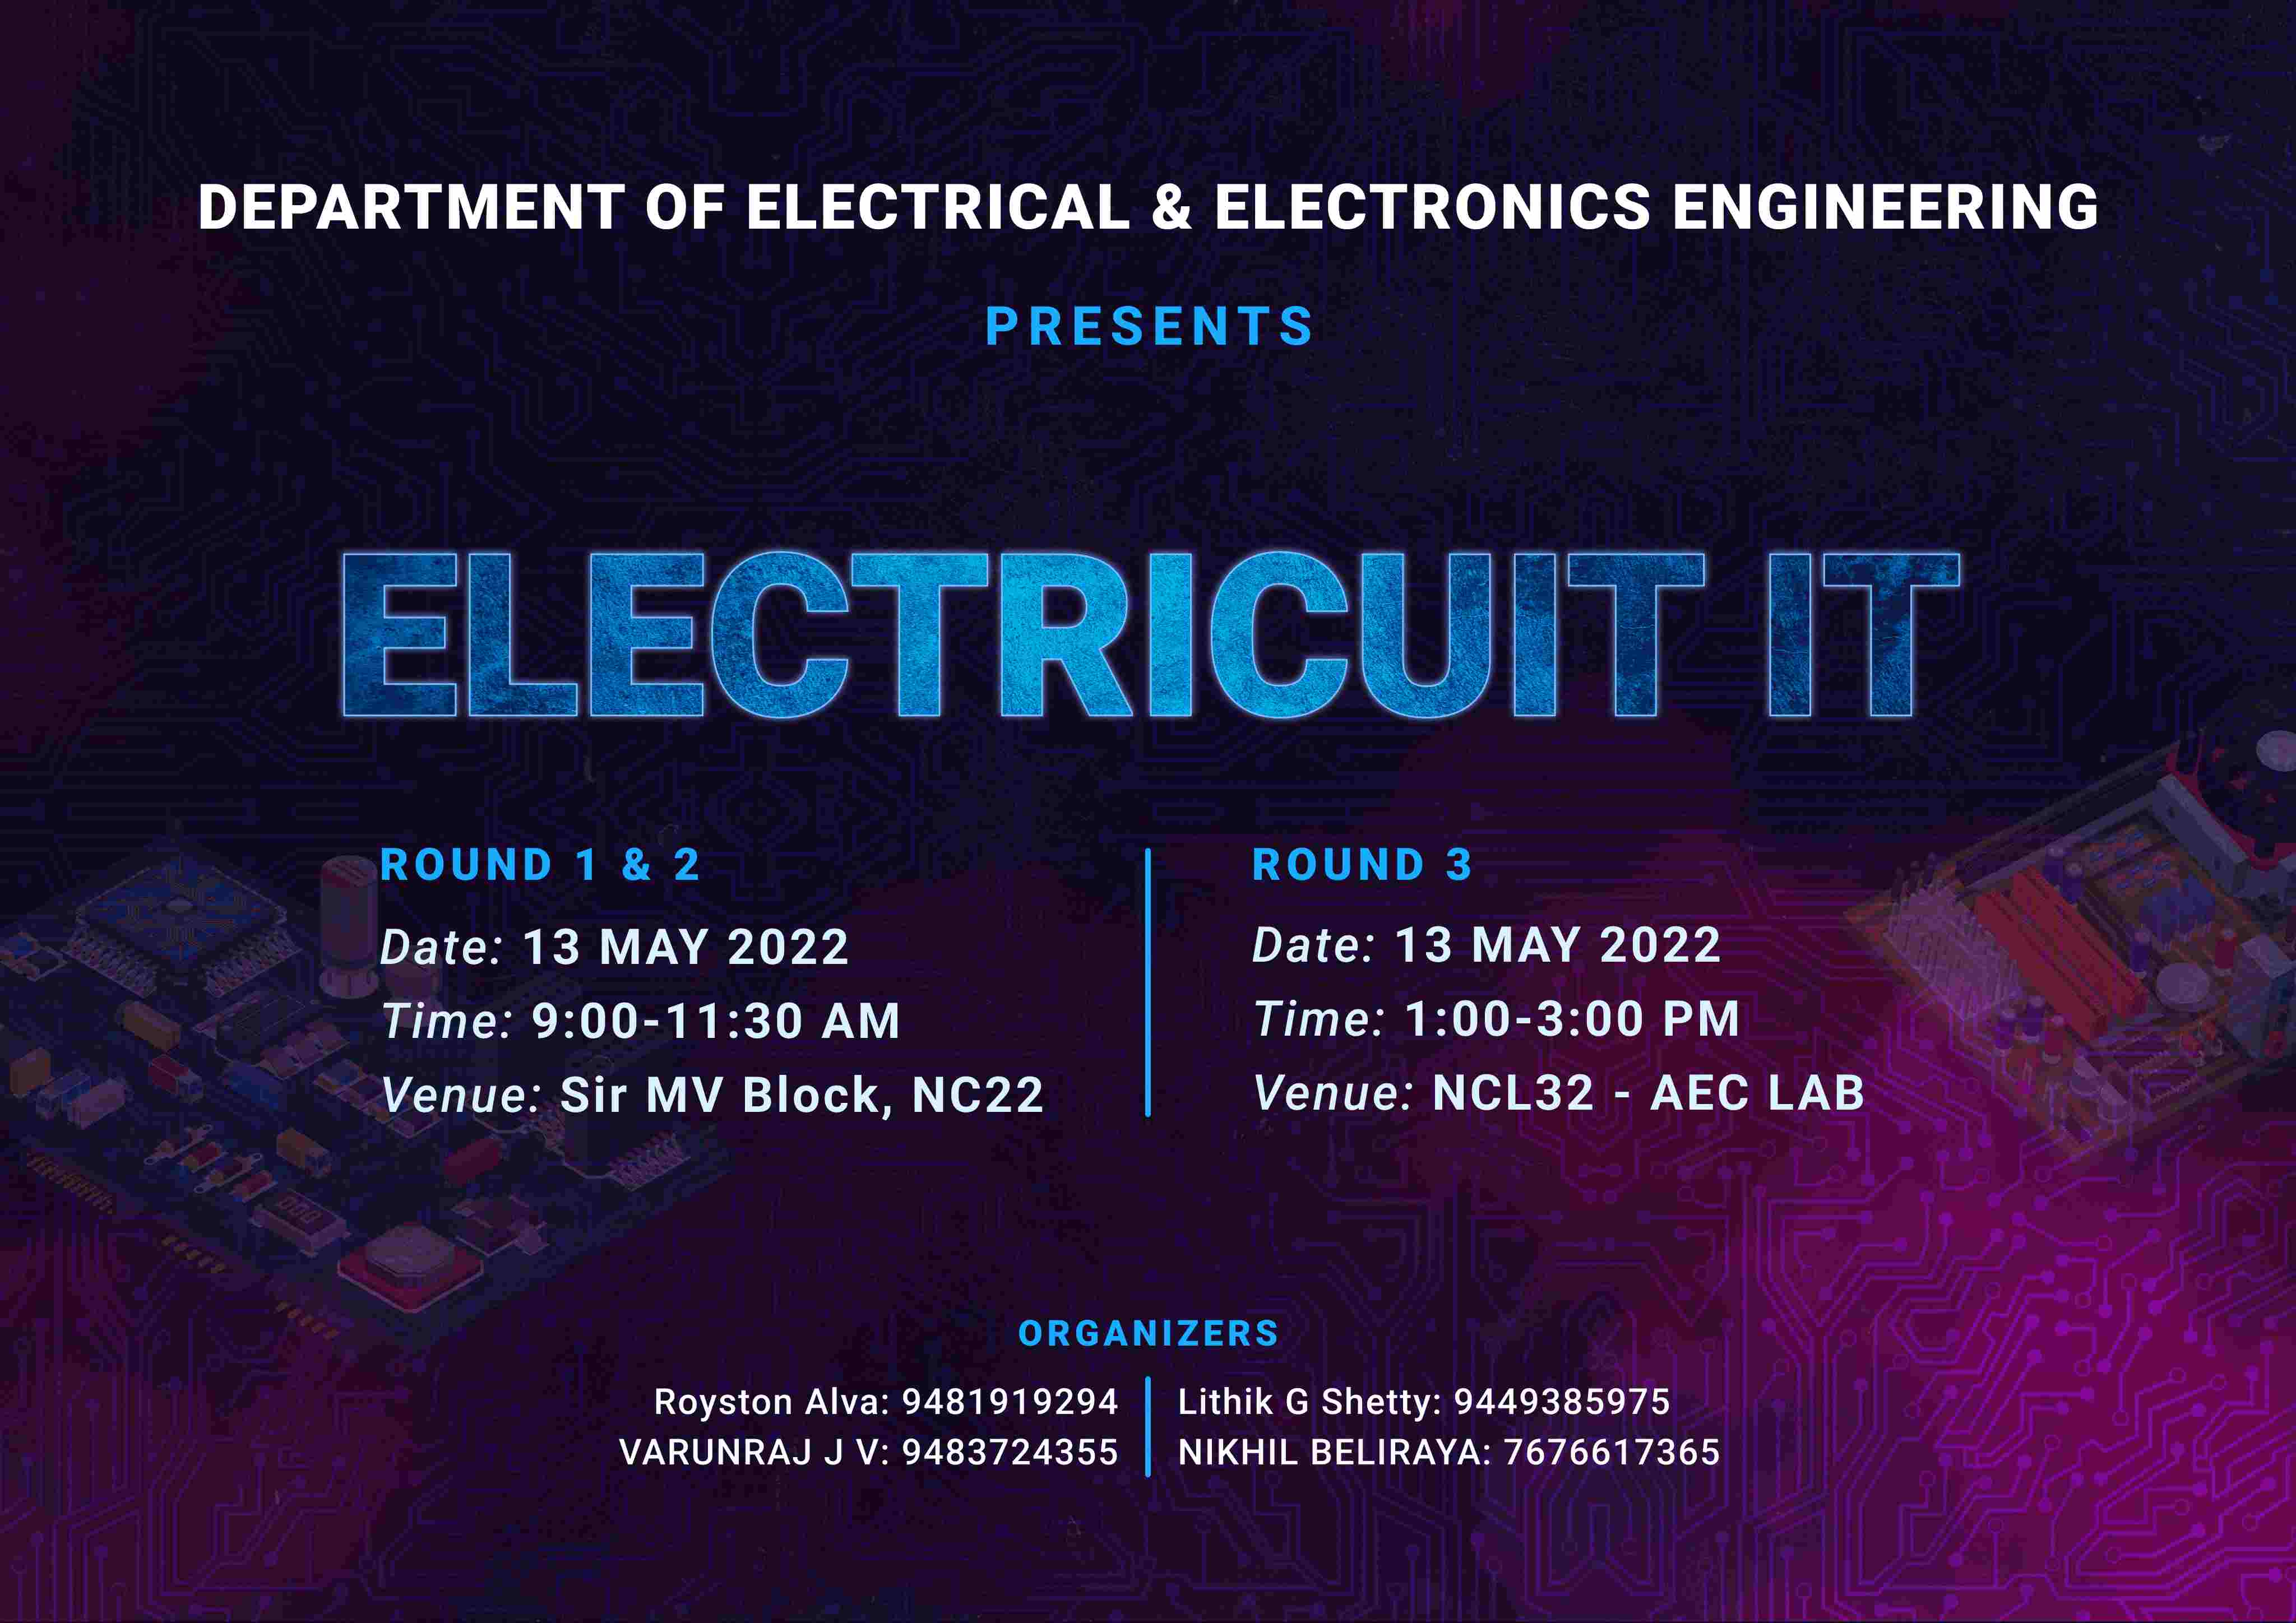 DEPARTMENT OF ELECTRICAL & ELECTRONICS ENGINEERING
PRESENTS
ELECTRICUIT IT
ROUND 1 & 2
Date: 13 MAY 2022
Time: 9:00-11:30 AM
Venue: Sir MV Block, NC22
ROUND 3
Date: 13 MAY 2022
Time: 1:00-3:00 PM
Venue: NCL32 - AEC LAB
ORGANIZERS
Royston Alva: 9481919294
VARUNRAJ J V: 9483724355
Lithik G Shetty: 9449385975
NIKHIL BELIRAYA: 7676617365